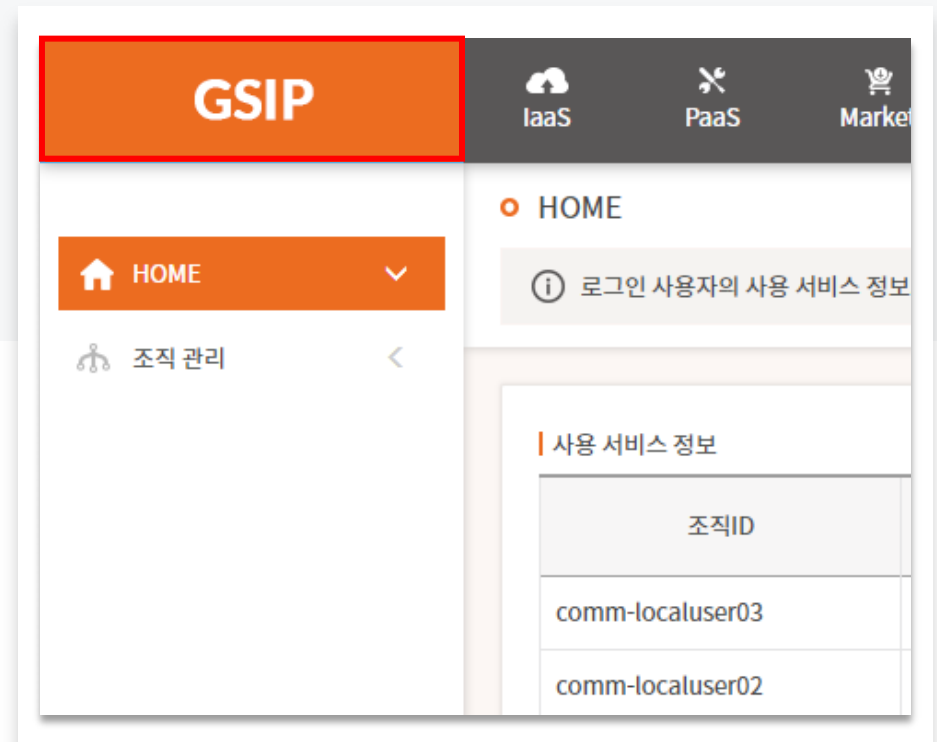 GSIP
IaaS PaaS Market
HOME
HOME
로그인 사용자의 사용 서비스 정보
조직 관리
사용 서비스 정보
조직ID
comm-localuser03
comm-localuser02